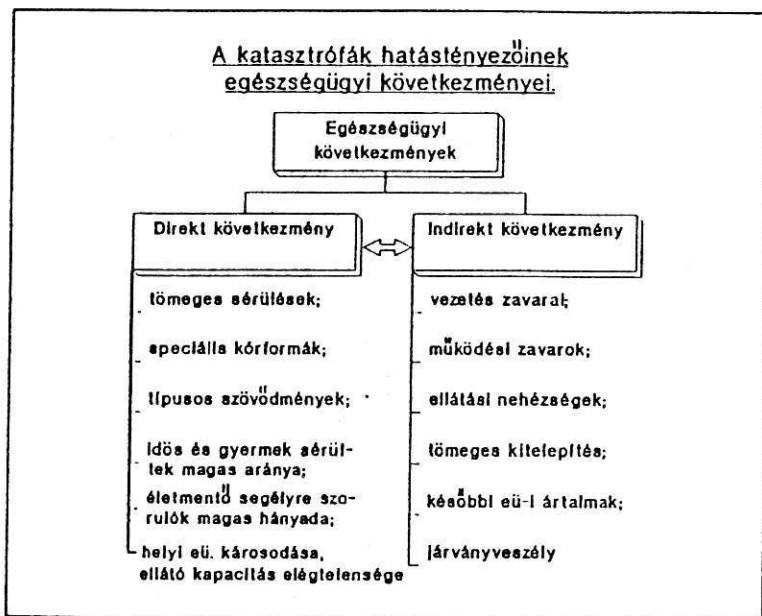 A katasztrófák hatástényezőinek
egészségügyi következményei.
Egészségügyi
következmények
Direkt következmény
tömeges sérülések;
speciális kórformák;
típusos szövődmények;
idős és gyermek sérül-
tek magas aránya;
életmentő segélyre szo-
rulók magas hányada;
helyi eü. károsodása,
ellátó kapacitás elégtelensége
Indirekt következmény
vezetés zavarai;
működési zavarok;
ellátási nehézségek;
tömeges kitelepítés;
későbbi eü-i ártalmak;
járványveszély